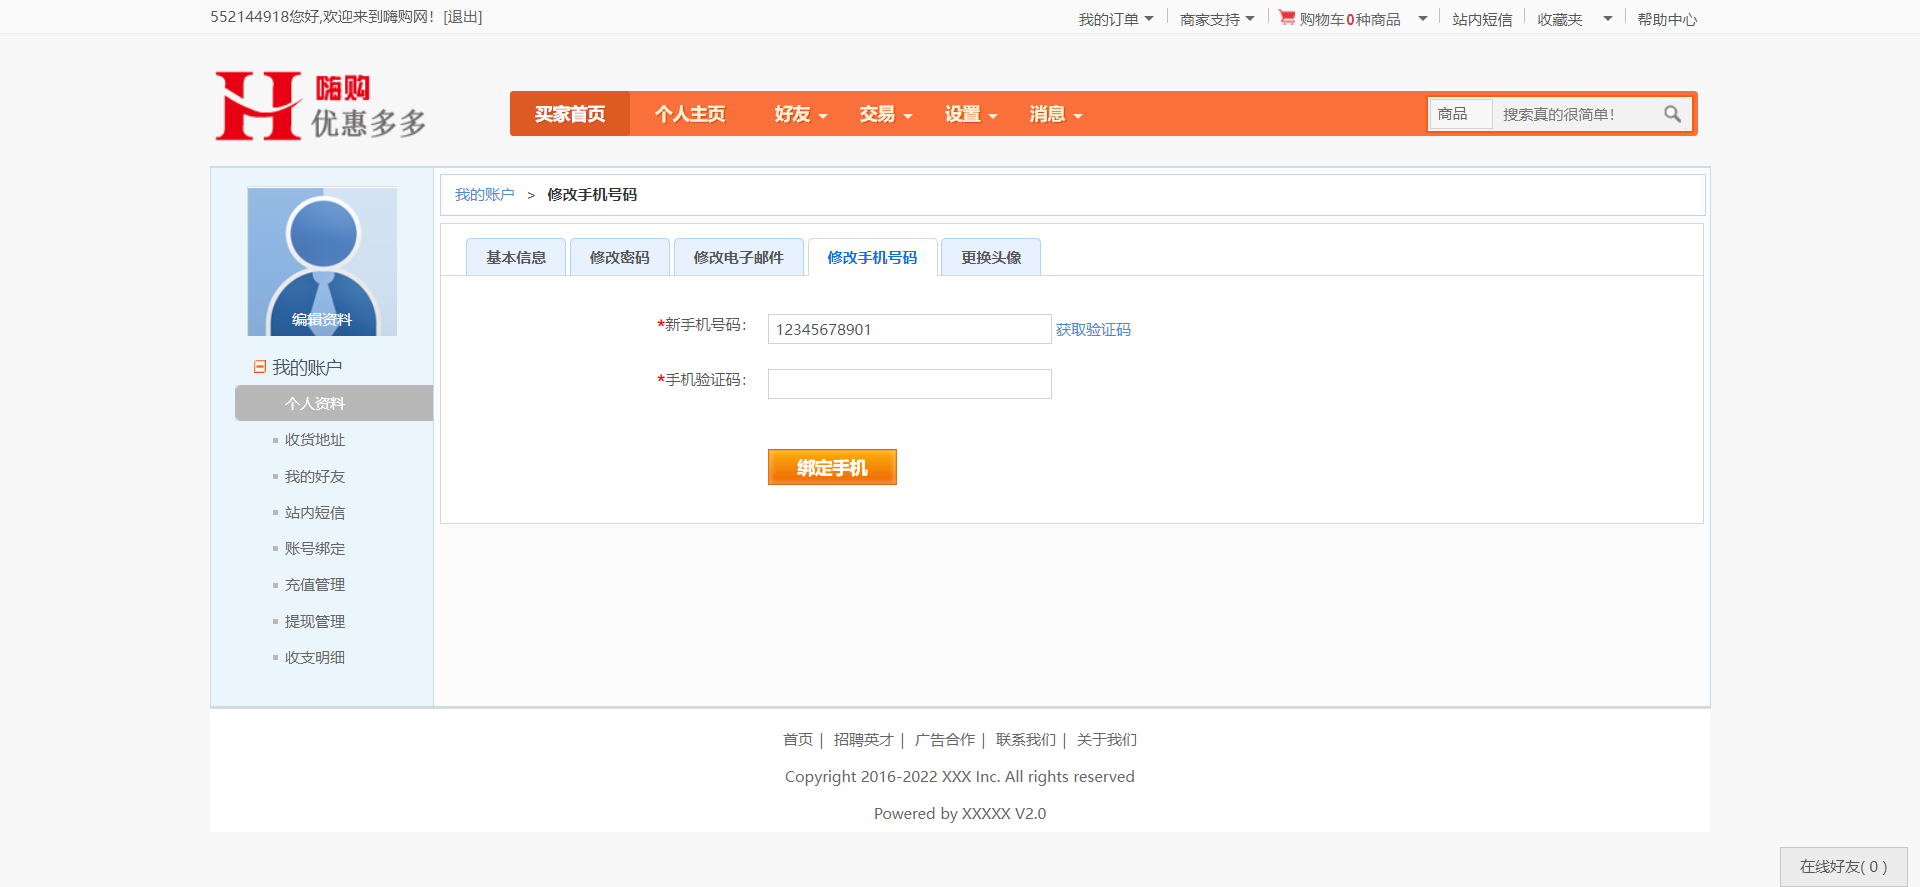 552144918您好,欢迎来到嗨购网！[退出]
我的订单 商家支持 购物车0种商品 站内短信 收藏夹 帮助中心
H 嗨购
优惠多多
买家首页 个人主页 好友 交易 设置 消息 商品 搜索真的很简单！
编辑资料
我的账户
个人资料
收货地址
我的好友
站内短信
账号绑定
充值管理
提现管理
收支明细
我的账户 > 修改手机号码
基本信息 修改密码 修改电子邮件 修改手机号码 更换头像
*新手机号码： 12345678901 获取验证码
*手机验证码：
绑定手机
首页 | 招聘英才 | 广告合作 | 联系我们 | 关于我们
Copyright 2016-2022 XXX Inc. All rights reserved
Powered by XXXXX V2.0
在线好友( 0 )